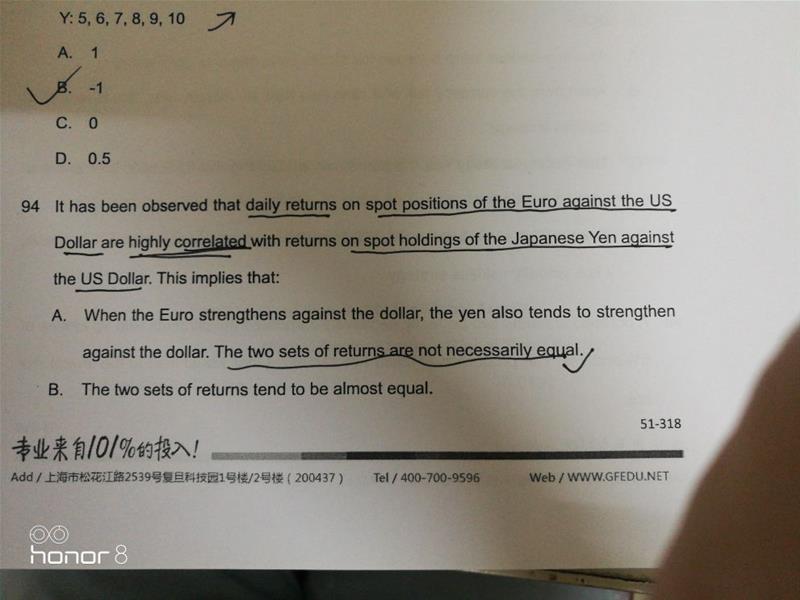 Y: 5, 6, 7, 8, 9, 10
A. 1
B. -1
C. 0
D. 0.5
94 It has been observed that daily returns on spot positions of the Euro against the US
Dollar are highly correlated with returns on spot holdings of the Japanese Yen against
the US Dollar. This implies that:
A. When the Euro strengthens against the dollar, the yen also tends to strengthen
against the dollar. The two sets of returns are not necessarily equal.
B. The two sets of returns tend to be almost equal.
51-318
专业来自101%的投入!
Add / 上海市松花江路2539号复旦科技园1号楼/2号楼（200437） Tel / 400-700-9596 Web / WWW.GFEDU.NET
honor 8